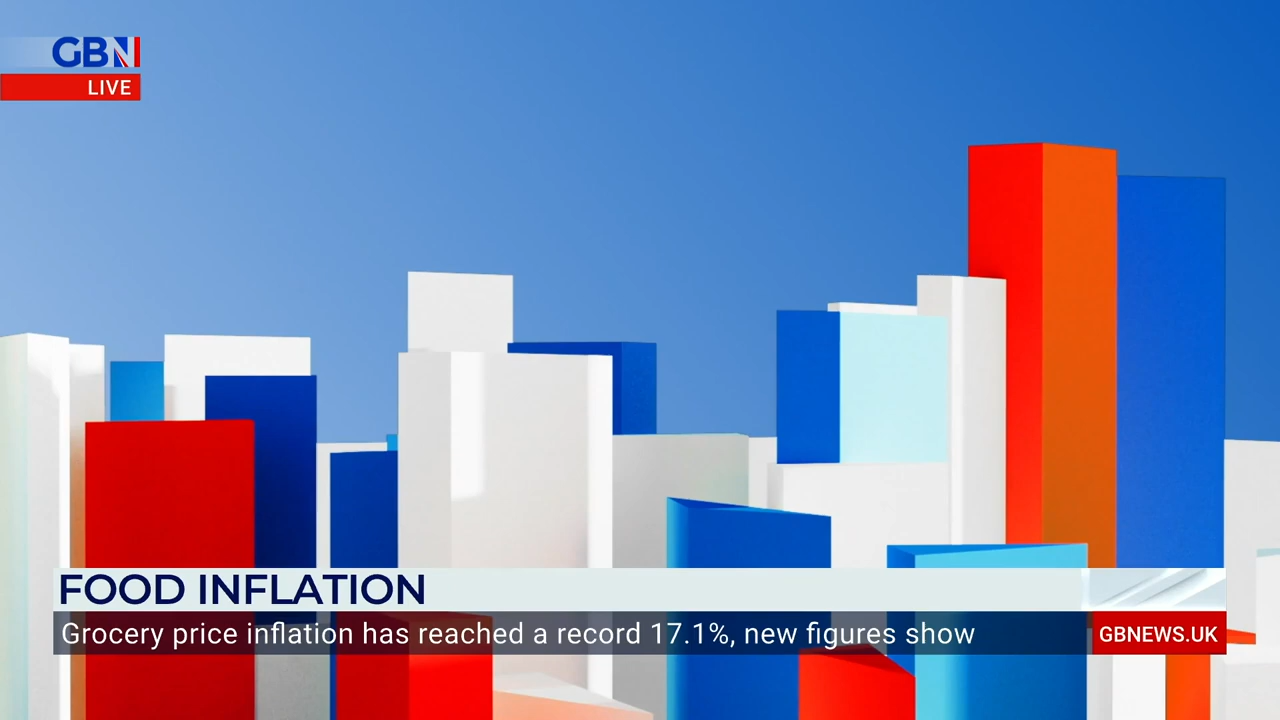 GBN
LIVE
FOOD INFLATION
Grocery price inflation has reached a record 17.1%, new figures show
GBNEWS.UK